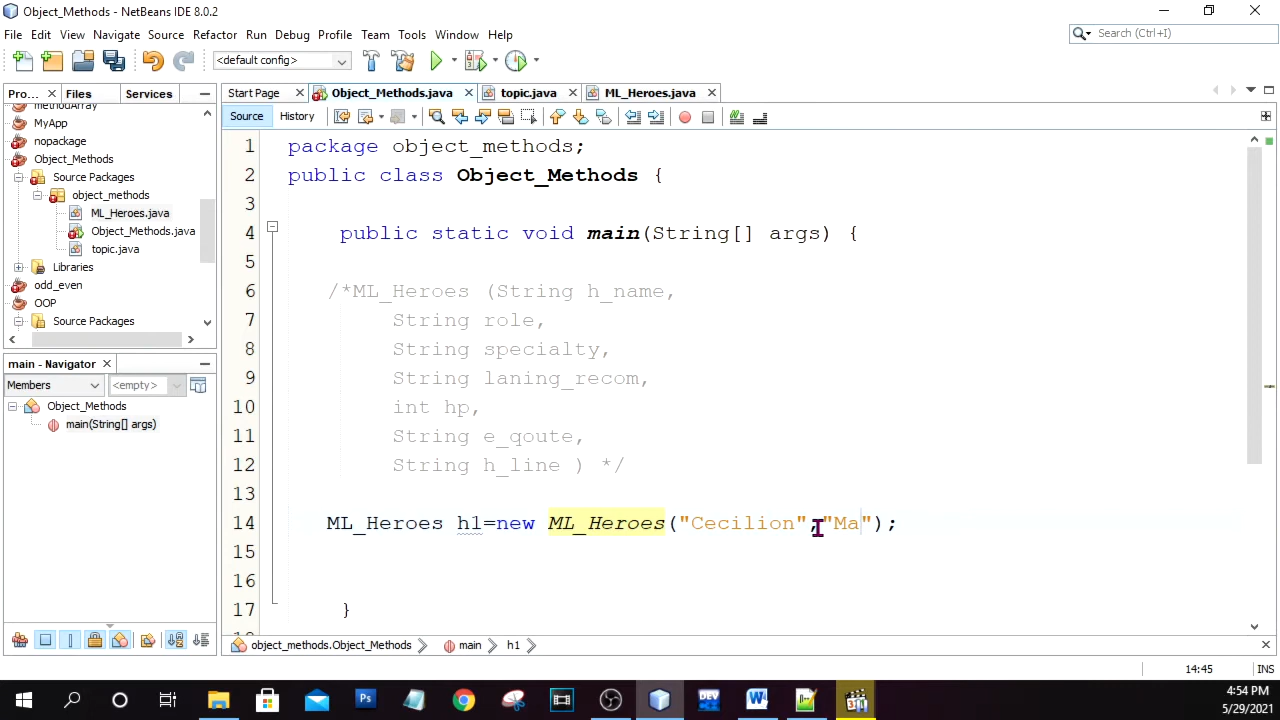 Object_Methods - NetBeans IDE 8.0.2
File Edit View Navigate Source Refactor Run Debug Profile Team Tools Window Help
Search (Ctrl+I)
<default config>
Pro... Files Services
Start Page Object_Methods.java topic.java ML_Heroes.java
Source History
methodArray
MyApp
nopackage
Object_Methods
Source Packages
object_methods
ML_Heroes.java
Object_Methods.java
topic.java
Libraries
odd_even
OOP
Source Packages
main - Navigator
Members <empty>
Object_Methods
main(String[] args)
1 package object_methods;
2 public class Object_Methods {
3
4 public static void main(String[] args) {
5
6 /*ML_Heroes (String h_name,
7 String role,
8 String specialty,
9 String laning_recom,
10 int hp,
11 String e_qoute,
12 String h_line ) */
13
14 ML_Heroes h1=new ML_Heroes("Cecilion","Ma");
15
16
17 }
object_methods.Object_Methods main h1
14:45 INS
4:54 PM
5/29/2021